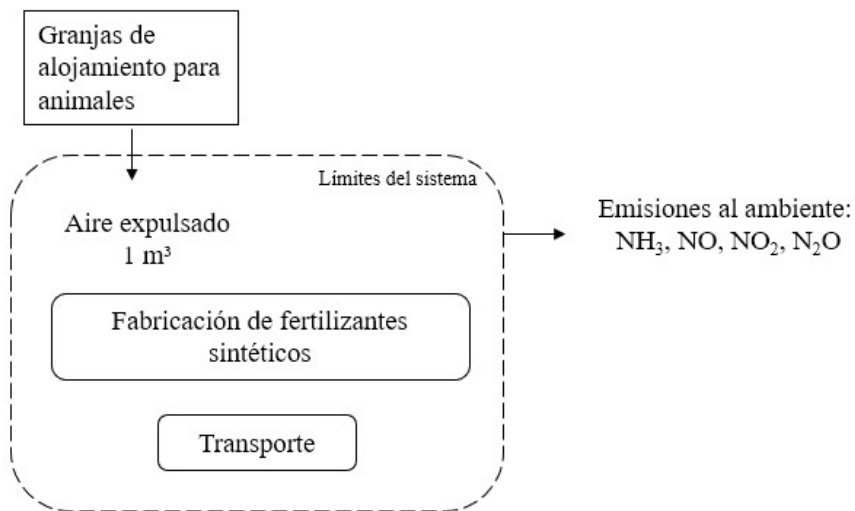 Granjas de
alojamiento para
animales
Límites del sistema
Aire expulsado
1 m³
Emisiones al ambiente:
NH₃, NO, NO₂, N₂O
Fabricación de fertilizantes
sintéticos
Transporte